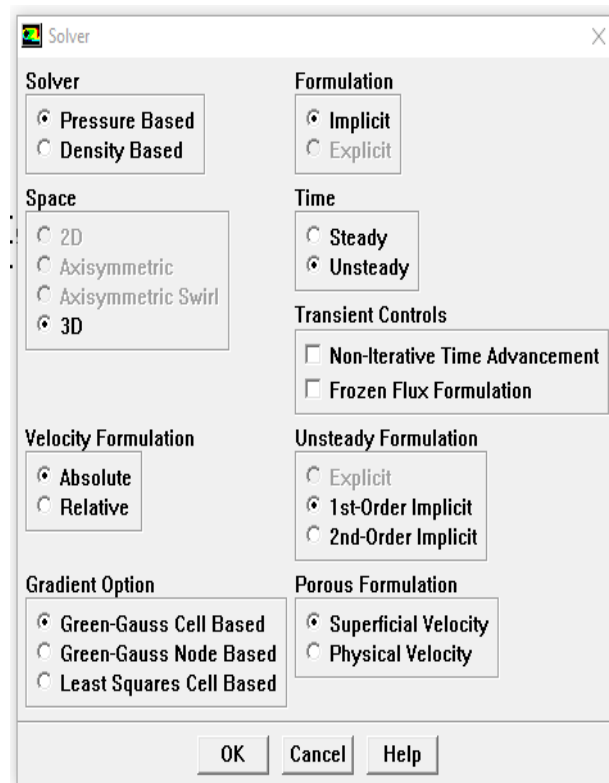 Solver
Solver
Pressure Based
Density Based
Formulation
Implicit
Explicit
Space
2D
Axisymmetric
Axisymmetric Swirl
3D
Time
Steady
Unsteady
Transient Controls
Non-Iterative Time Advancement
Frozen Flux Formulation
Velocity Formulation
Absolute
Relative
Unsteady Formulation
Explicit
1st-Order Implicit
2nd-Order Implicit
Gradient Option
Green-Gauss Cell Based
Green-Gauss Node Based
Least Squares Cell Based
Porous Formulation
Superficial Velocity
Physical Velocity
OK
Cancel
Help